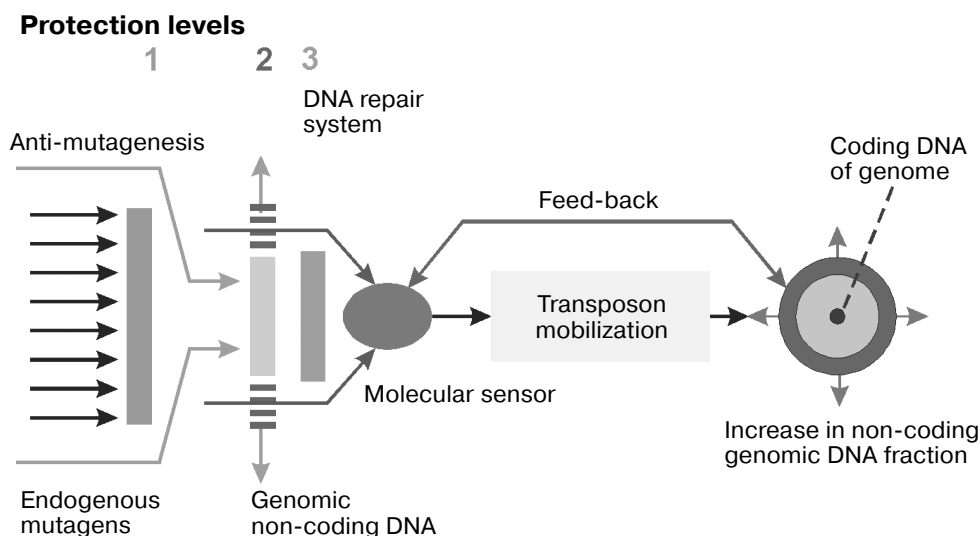 Protection levels
1 2 3
DNA repair
system
Anti-mutagenesis
Coding DNA
of genome
Feed-back
Transposon
mobilization
Molecular sensor
Increase in non-coding
genomic DNA fraction
Endogenous
mutagens
Genomic
non-coding DNA